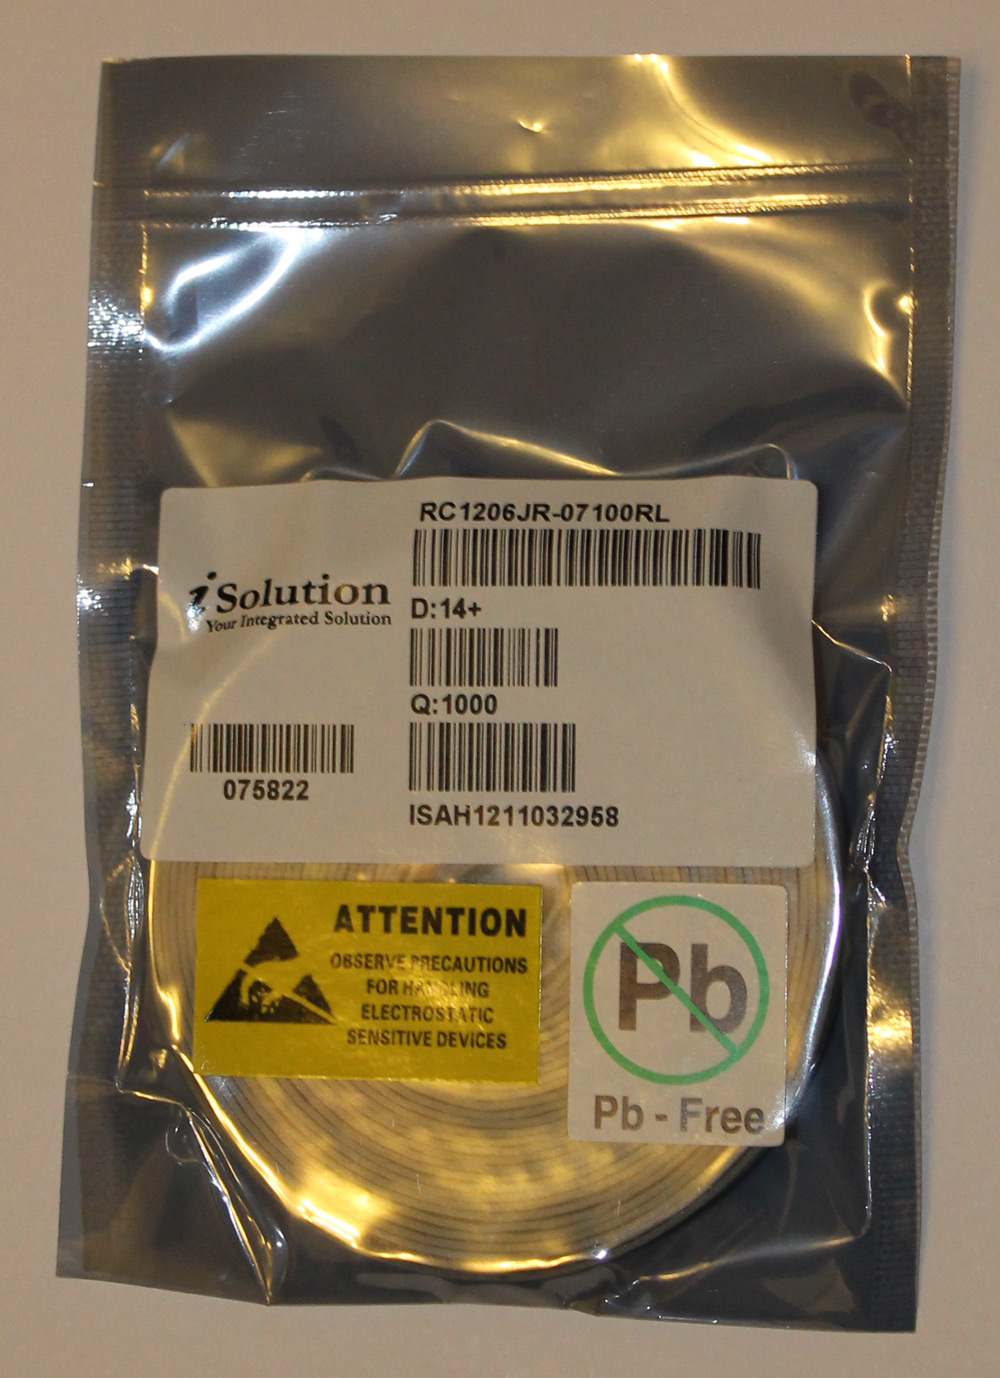 RC1206JR-07100RL
iSolution
Your Integrated Solution
D:14+
Q:1000
075822
ISAH1211032958
ATTENTION
OBSERVE PRECAUTIONS
FOR HANDLING
ELECTROSTATIC
SENSITIVE DEVICES
Pb
Pb - Free